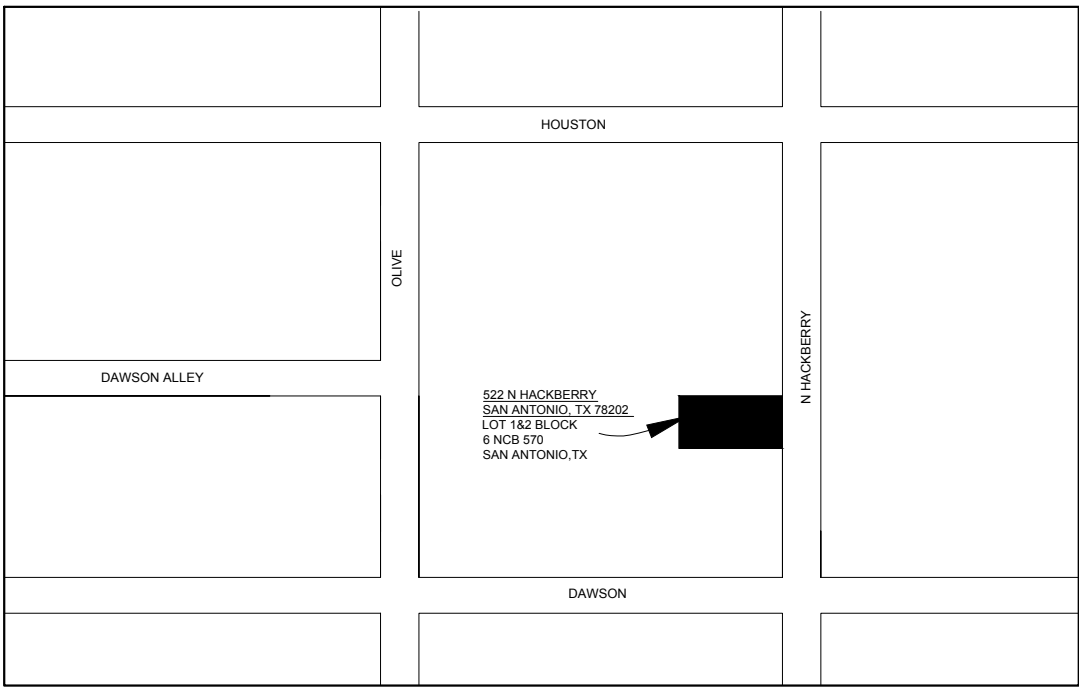 HOUSTON
OLIVE
N HACKBERRY
DAWSON ALLEY
522 N HACKBERRY
SAN ANTONIO, TX 78202
LOT 1&2 BLOCK
6 NCB 570
SAN ANTONIO,TX
DAWSON